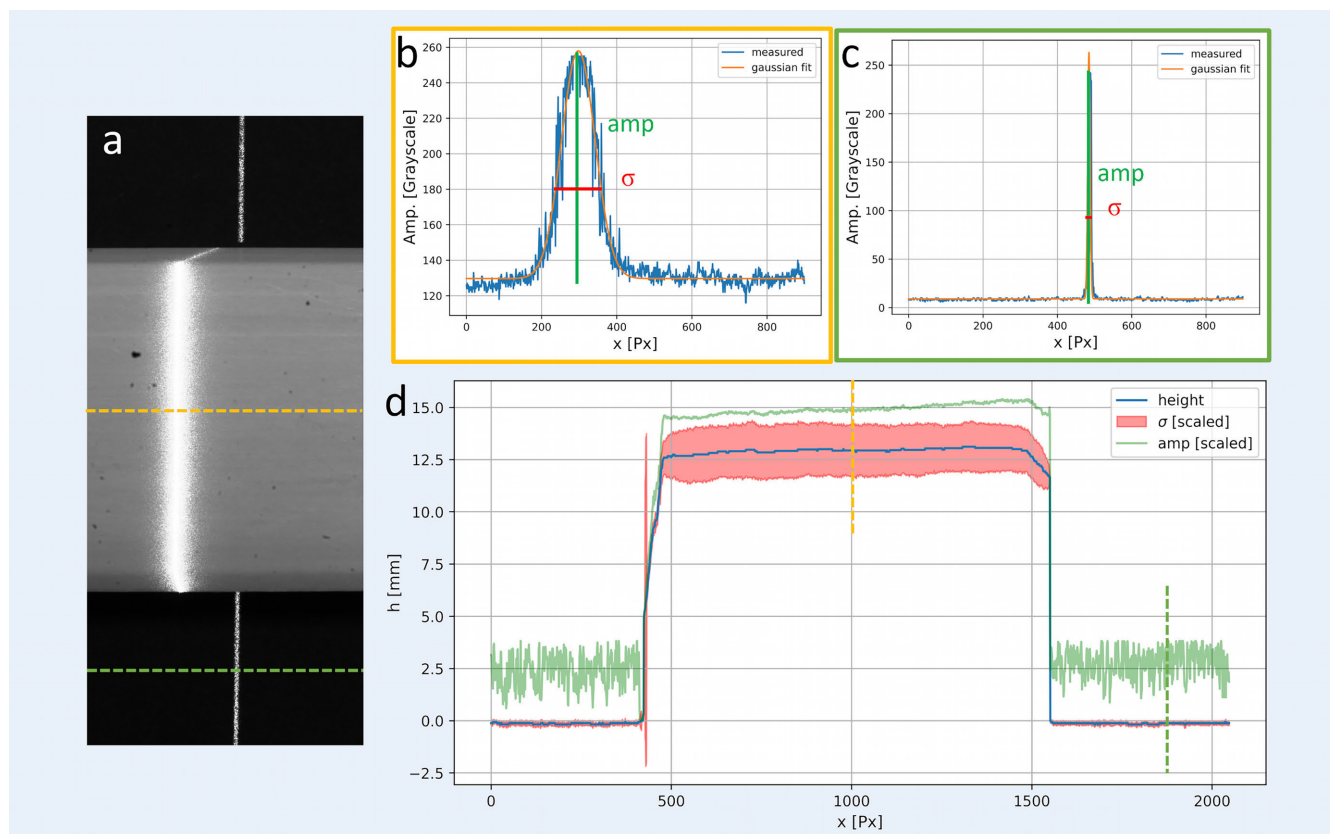 a
b
260
240
220
200
180
160
140
120
0
200
400
600
800
x [Px]
Amp. [Grayscale]
measured
gaussian fit
amp
σ
c
250
200
150
100
50
0
0
200
400
600
800
x [Px]
Amp. [Grayscale]
measured
gaussian fit
amp
σ
d
15.0
12.5
10.0
7.5
5.0
2.5
0.0
−2.5
0
500
1000
1500
2000
x [Px]
h [mm]
height
σ [scaled]
amp [scaled]